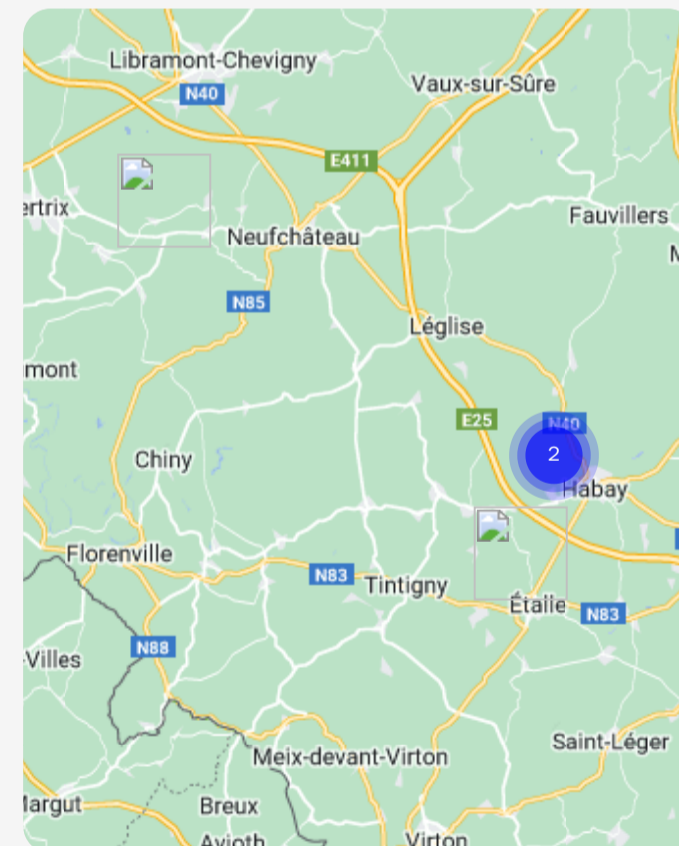 Libramont-Chevigny
Vaux-sur-Sûre
N40
E411
ertrix
Fauvillers
Neufchâteau
M
N85
Léglise
mont
E25
N40
2
Chiny
Habay
Florenville
N83
Tintigny
Étalle
N83
N88
-Villes
Saint-Léger
Meix-devant-Virton
Margut
Breux
Avioth
Virton